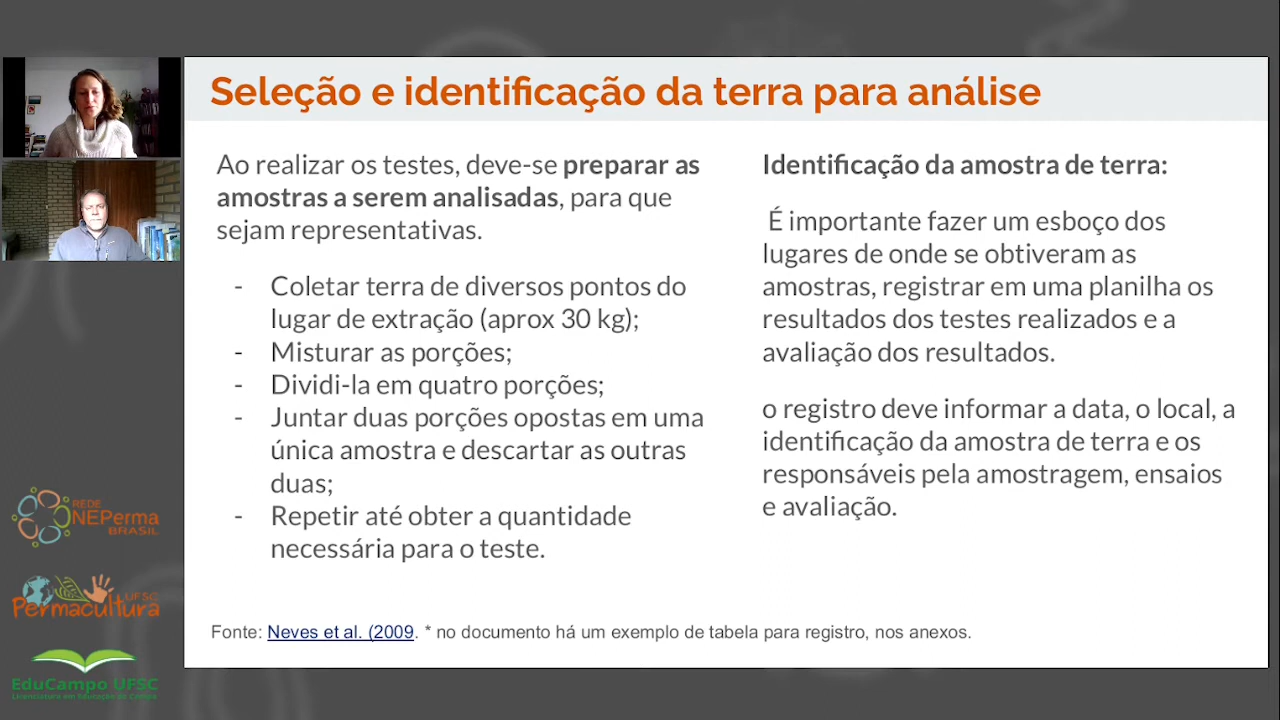 Seleção e identificação da terra para análise
Ao realizar os testes, deve-se preparar as
amostras a serem analisadas, para que
sejam representativas.
- Coletar terra de diversos pontos do
lugar de extração (aprox 30 kg);
- Misturar as porções;
- Dividi-la em quatro porções;
- Juntar duas porções opostas em uma
única amostra e descartar as outras
duas;
- Repetir até obter a quantidade
necessária para o teste.
Identificação da amostra de terra:
É importante fazer um esboço dos
lugares de onde se obtiveram as
amostras, registrar em uma planilha os
resultados dos testes realizados e a
avaliação dos resultados.
o registro deve informar a data, o local, a
identificação da amostra de terra e os
responsáveis pela amostragem, ensaios
e avaliação.
Fonte: Neves et al. (2009. * no documento há um exemplo de tabela para registro, nos anexos.
REDE
NEPerma
BRASIL
UFSC
Permacultura
EduCampo UFSC
Licenciatura em Educação do Campo